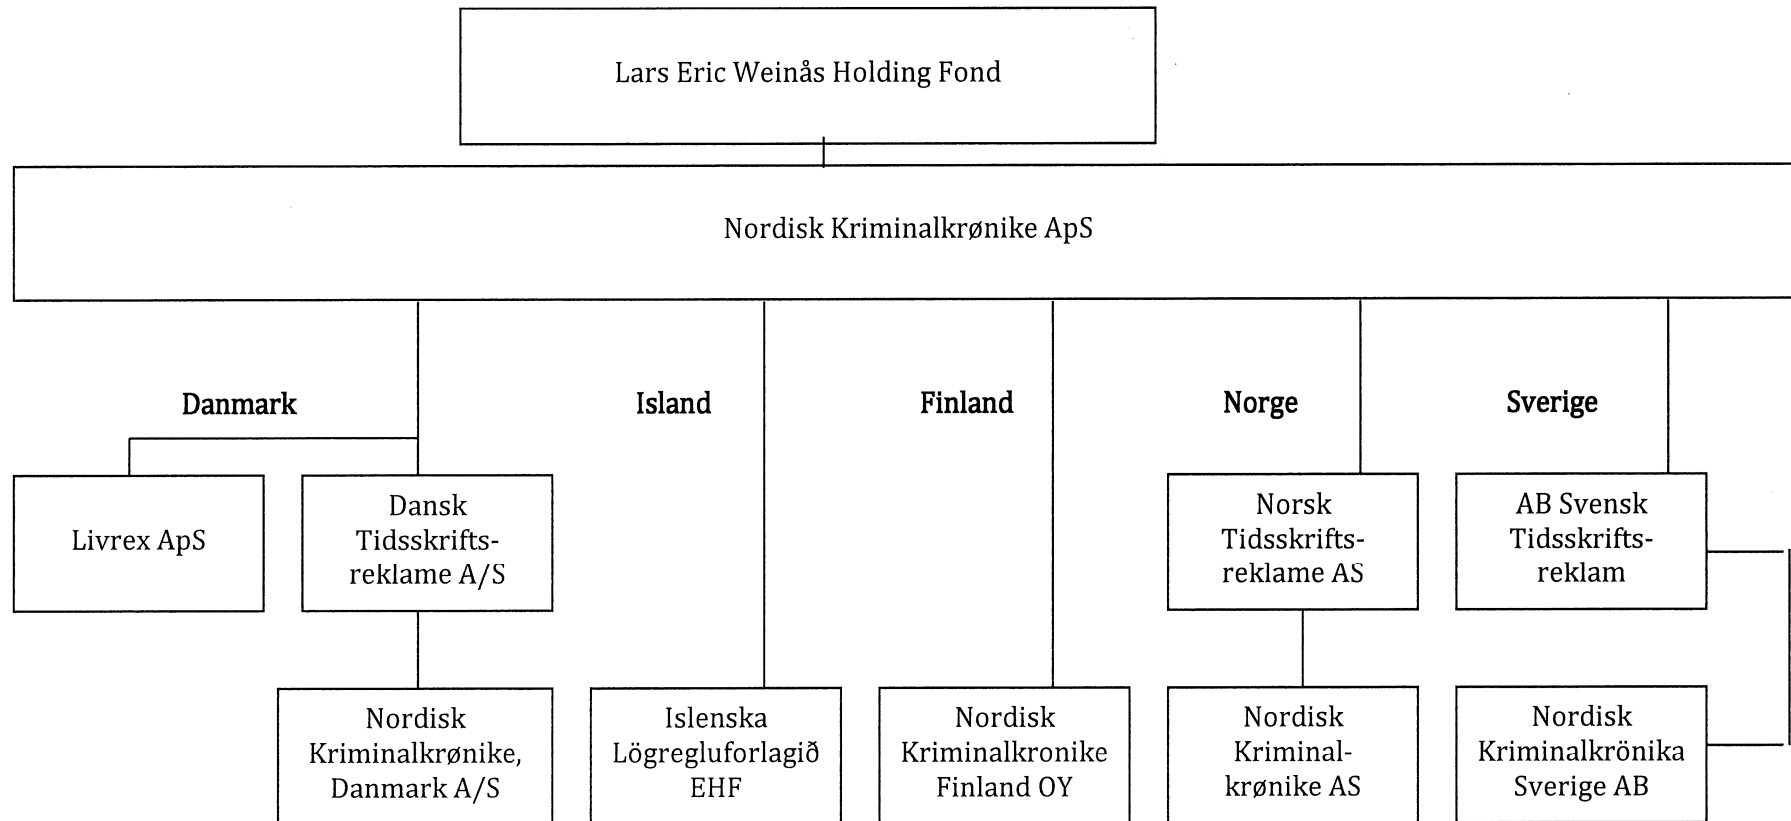 Lars Eric Weinås Holding Fond
Nordisk Kriminalkrønike ApS
Danmark
Island
Finland
Norge
Sverige
Livrex ApS
Dansk
Tidsskrifts-
reklame A/S
Norsk
Tidsskrifts-
reklame AS
AB Svensk
Tidsskrifts-
reklam
Nordisk
Kriminalkrønike,
Danmark A/S
Islenska
Lögregluforlagið
EHF
Nordisk
Kriminalkronike
Finland OY
Nordisk
Kriminal-
krønike AS
Nordisk
Kriminalkrönika
Sverige AB